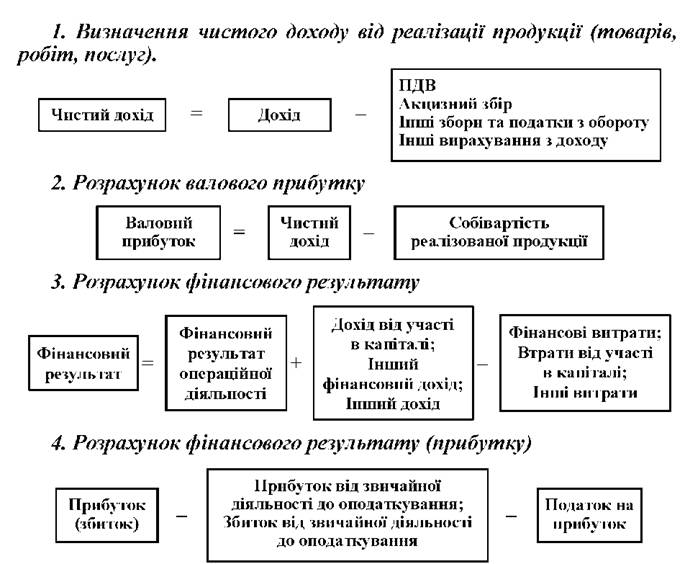 1. Визначення чистого доходу від реалізації продукції (товарів,
робіт, послуг).
Чистий дохід = Дохід –
ПДВ
Акцизний збір
Інші збори та податки з обороту
Інші вирахування з доходу
2. Розрахунок валового прибутку
Валовий
прибуток
=
Чистий
дохід
–
Собівартість
реалізованої продукції
3. Розрахунок фінансового результату
Фінансовий
результат
=
Фінансовий
результат
операційної
діяльності
+
Дохід від участі
в капіталі;
Інший
фінансовий дохід;
Інший дохід
–
Фінансові витрати;
Втрати від участі
в капіталі;
Інші витрати
4. Розрахунок фінансового результату (прибутку)
Прибуток
(збиток)
–
Прибуток від звичайної
діяльності до оподаткування;
Збиток від звичайної діяльності
до оподаткування
–
Податок на
прибуток